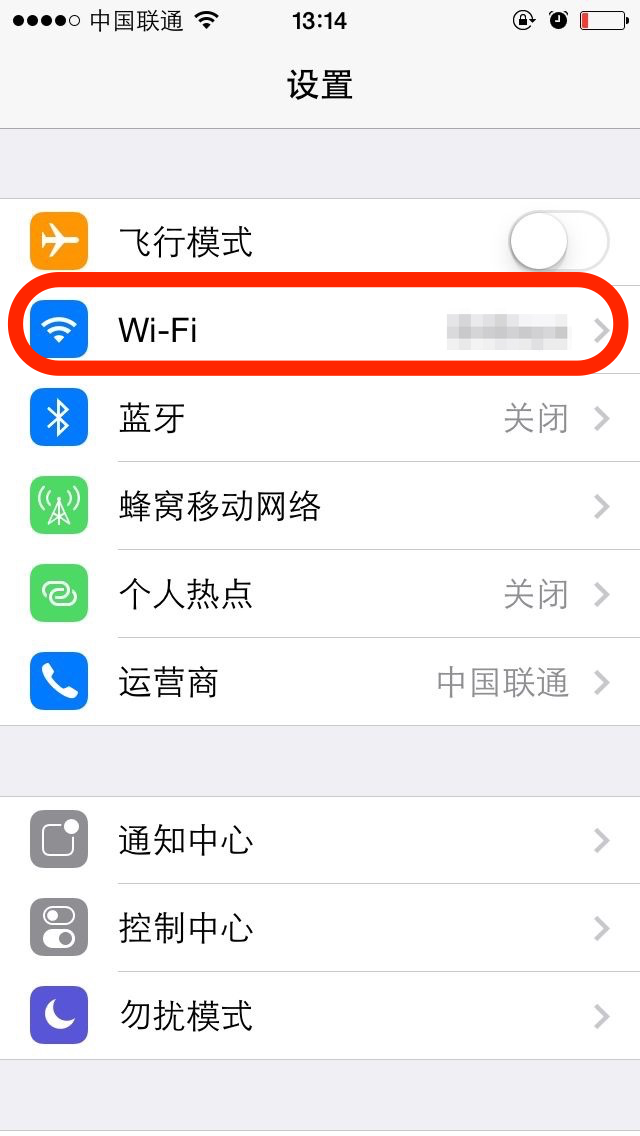 中国联通 13:14
设置
飞行模式
Wi-Fi
蓝牙 关闭
蜂窝移动网络
个人热点 关闭
运营商 中国联通
通知中心
控制中心
勿扰模式